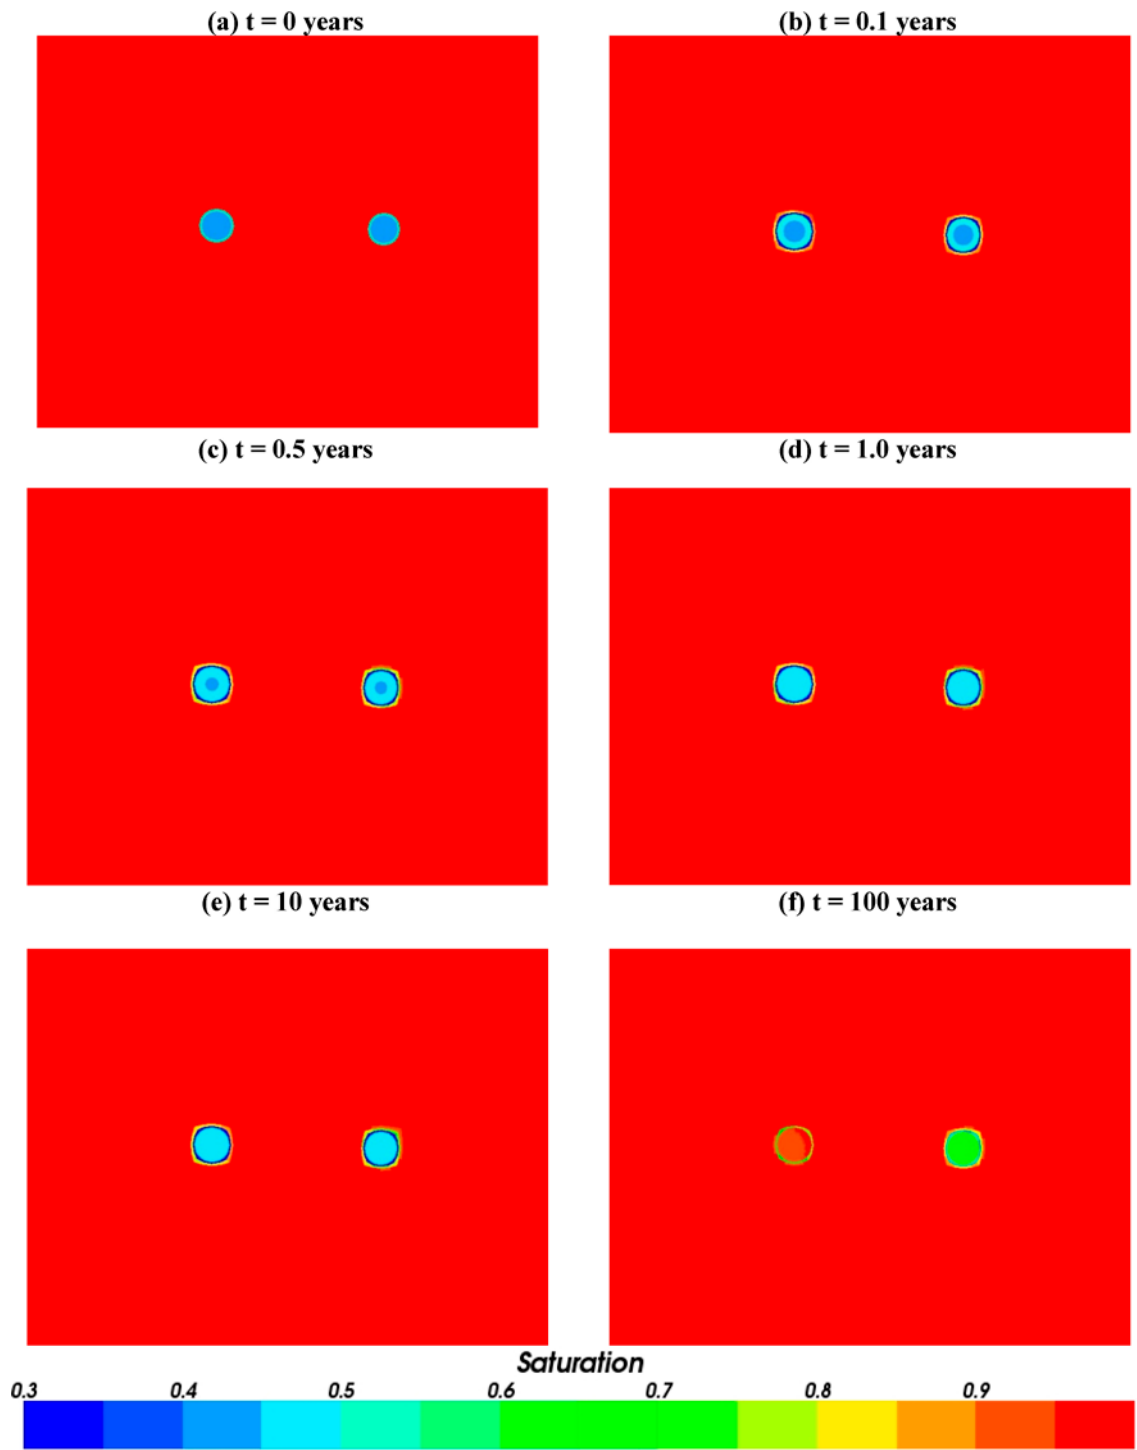 (a) t = 0 years
(b) t = 0.1 years
(c) t = 0.5 years
(d) t = 1.0 years
(e) t = 10 years
(f) t = 100 years
Saturation
0.3 0.4 0.5 0.6 0.7 0.8 0.9